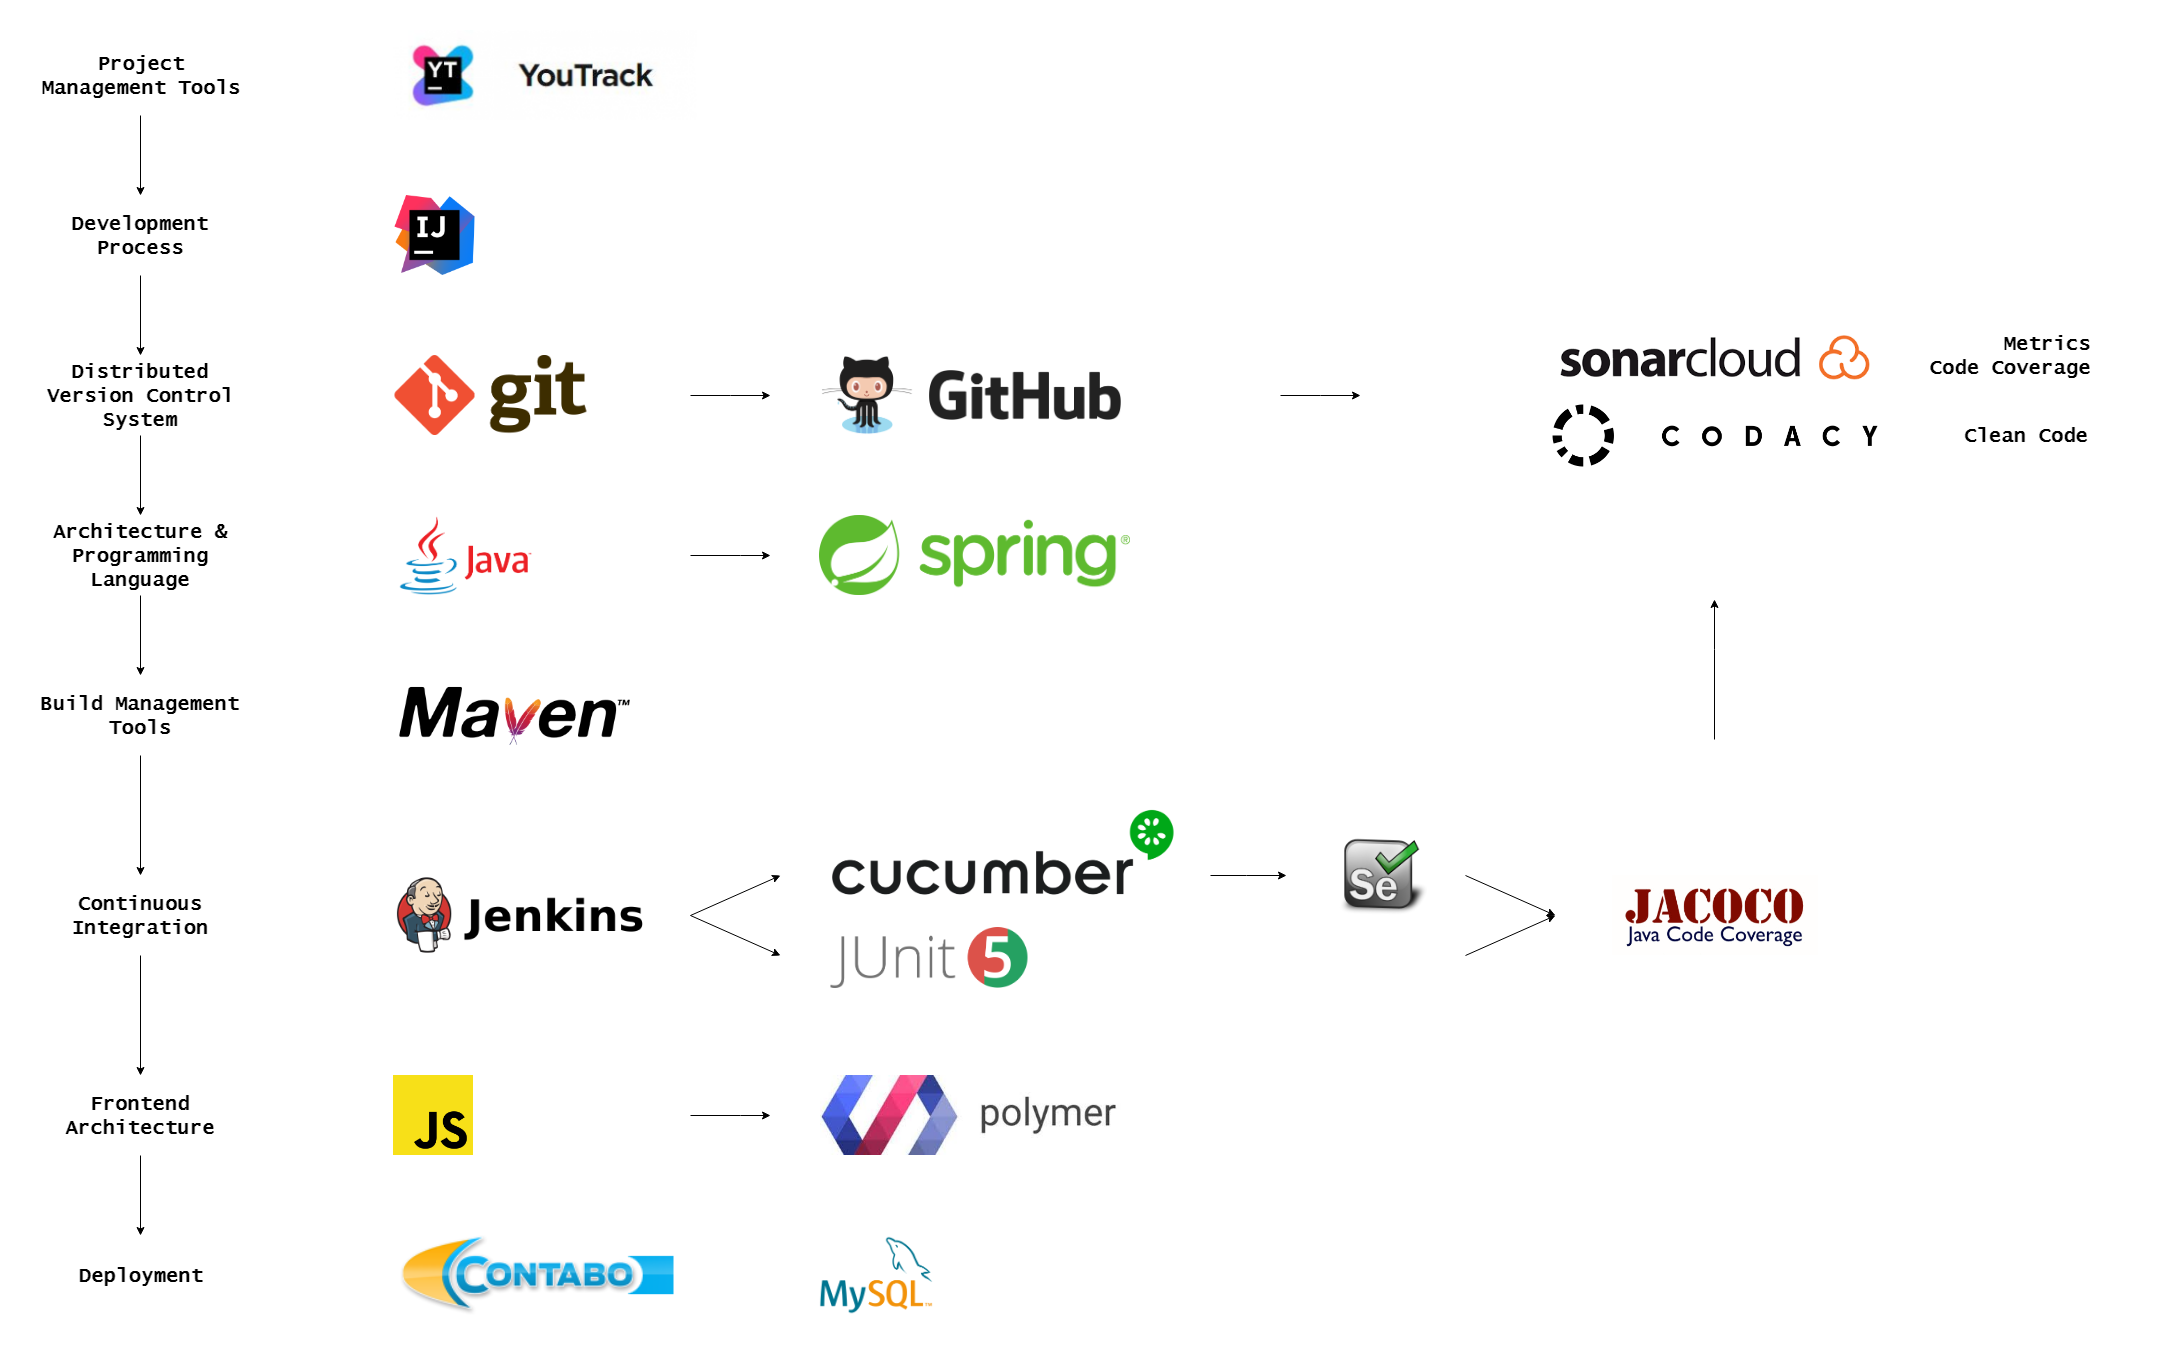 Project
Management Tools
YT
YouTrack
Development
Process
IJ
Distributed
Version Control
System
git
GitHub
sonarcloud
Metrics
Code Coverage
CODACY
Clean Code
Architecture &
Programming
Language
Java
spring®
Build Management
Tools
Maven™
Continuous
Integration
Jenkins
cucumber
JUnit 5
Se
JACOCO
Java Code Coverage
Frontend
Architecture
JS
polymer
Deployment
CONTABO
MySQL™